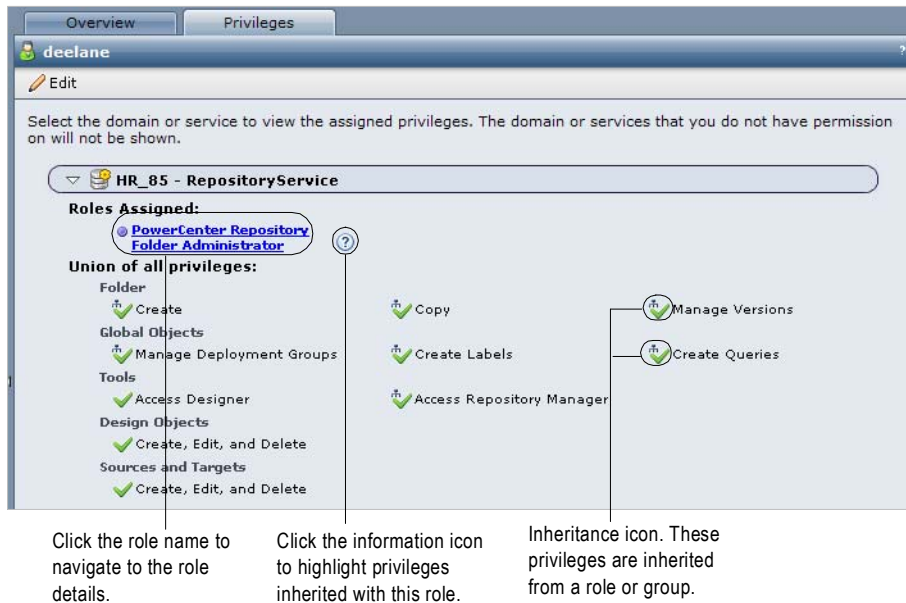 Overview Privileges
deelane ?
Edit
Select the domain or service to view the assigned privileges. The domain or services that you do not have permission
on will not be shown.
HR_85 - RepositoryService
Roles Assigned:
PowerCenter Repository
Folder Administrator ?
Union of all privileges:
Folder
Create Copy Manage Versions
Global Objects
Manage Deployment Groups Create Labels Create Queries
Tools
Access Designer Access Repository Manager
Design Objects
Create, Edit, and Delete
Sources and Targets
Create, Edit, and Delete
Click the role name to
navigate to the role
details.
Click the information icon
to highlight privileges
inherited with this role.
Inheritance icon. These
privileges are inherited
from a role or group.